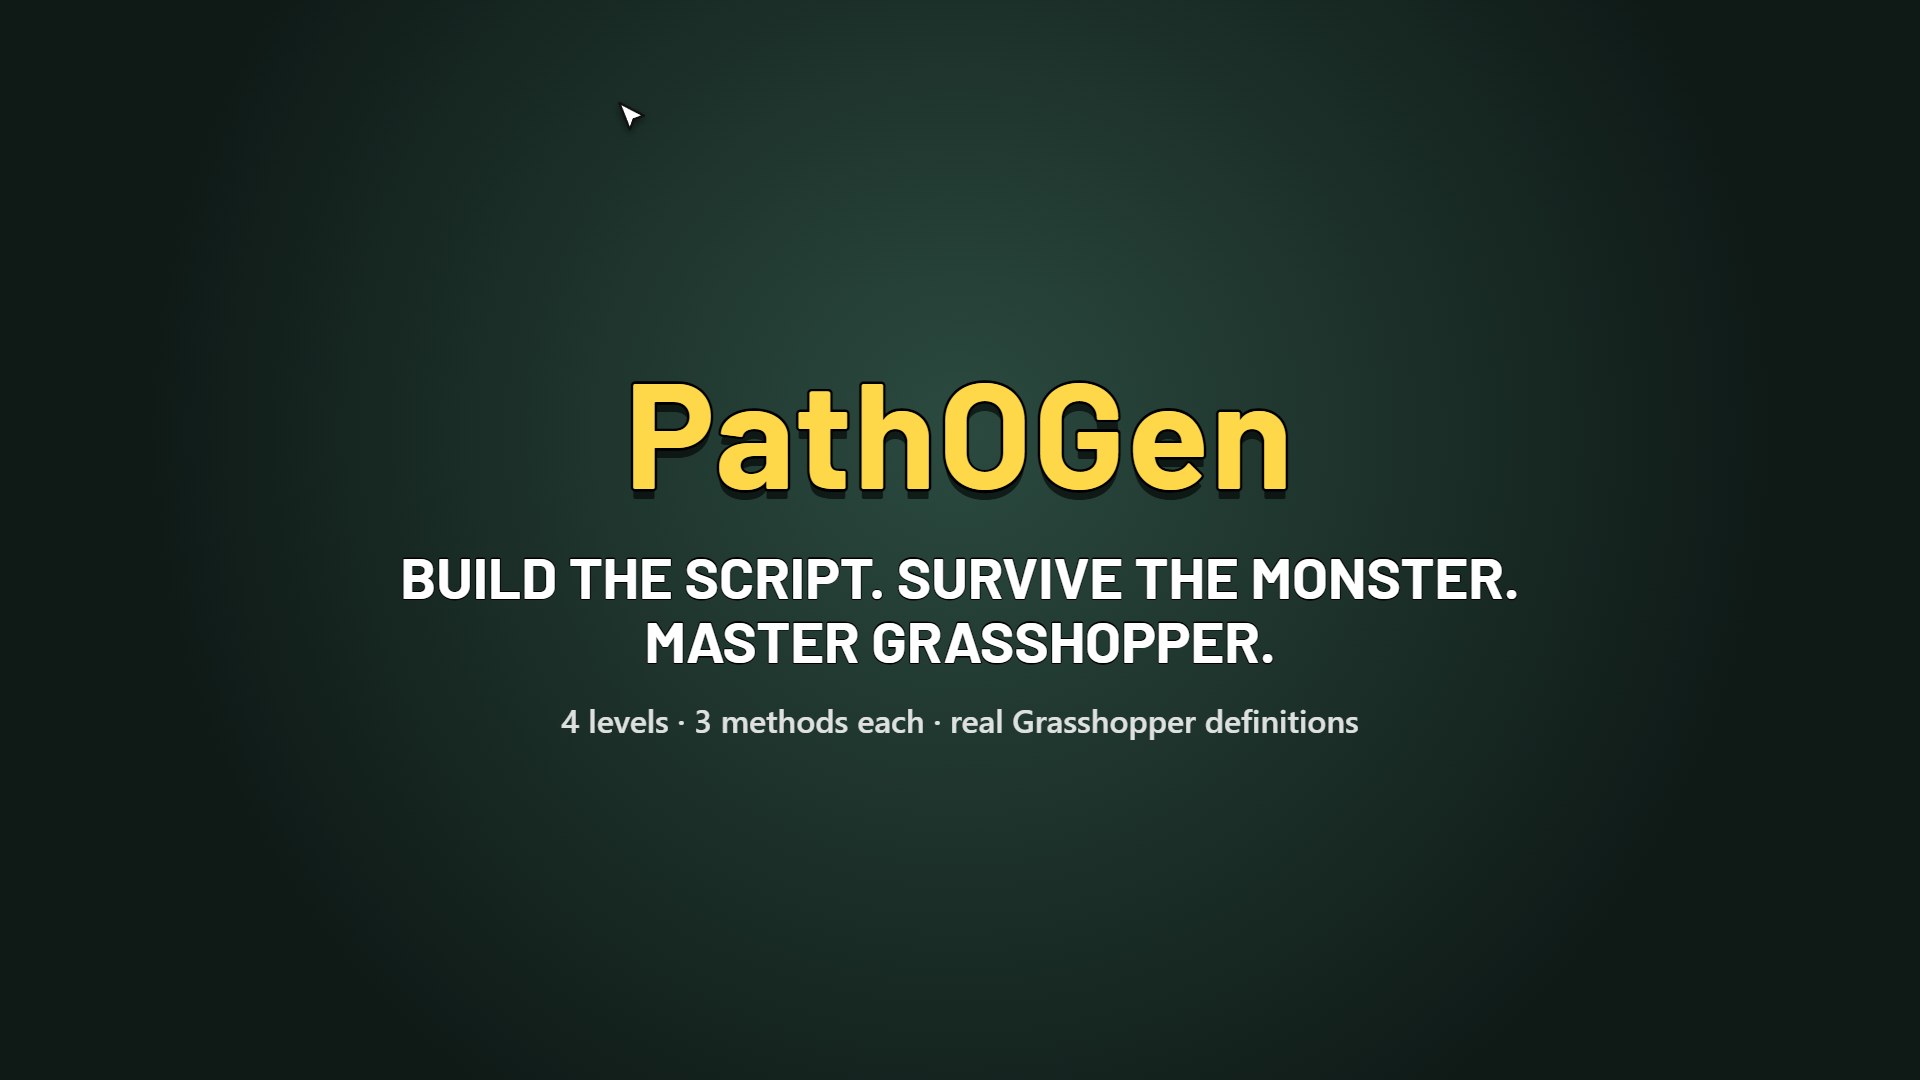 PathOGen
BUILD THE SCRIPT. SURVIVE THE MONSTER.
MASTER GRASSHOPPER.
4 levels · 3 methods each · real Grasshopper definitions